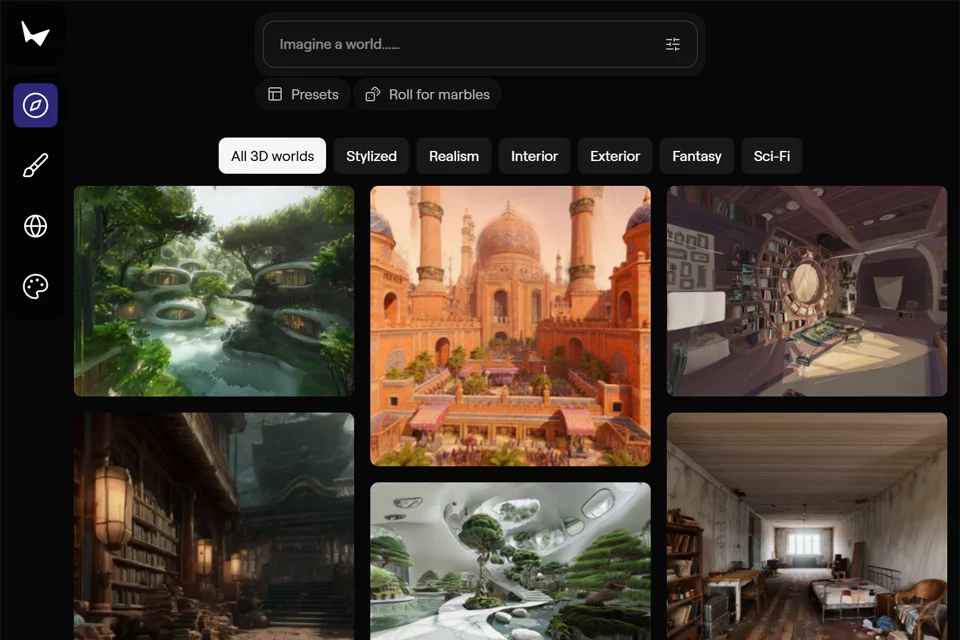 Imagine a world......
Presets
Roll for marbles
All 3D worlds
Stylized
Realism
Interior
Exterior
Fantasy
Sci-Fi